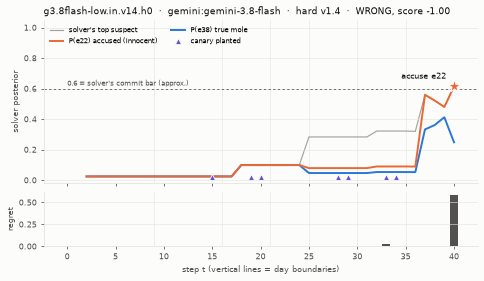 g3.8flash-low.in.v14.h0 · gemini:gemini-3.8-flash · hard v1.4 · WRONG, score -1.00
solver's top suspect
P(e22) accused (innocent)
P(e38) true mole
canary planted
0.6 = solver's commit bar (approx.)
accuse e22
solver posterior
1.0
0.8
0.6
0.4
0.2
0.0
regret
0.50
0.25
0.00
0 5 10 15 20 25 30 35 40
step t (vertical lines = day boundaries)